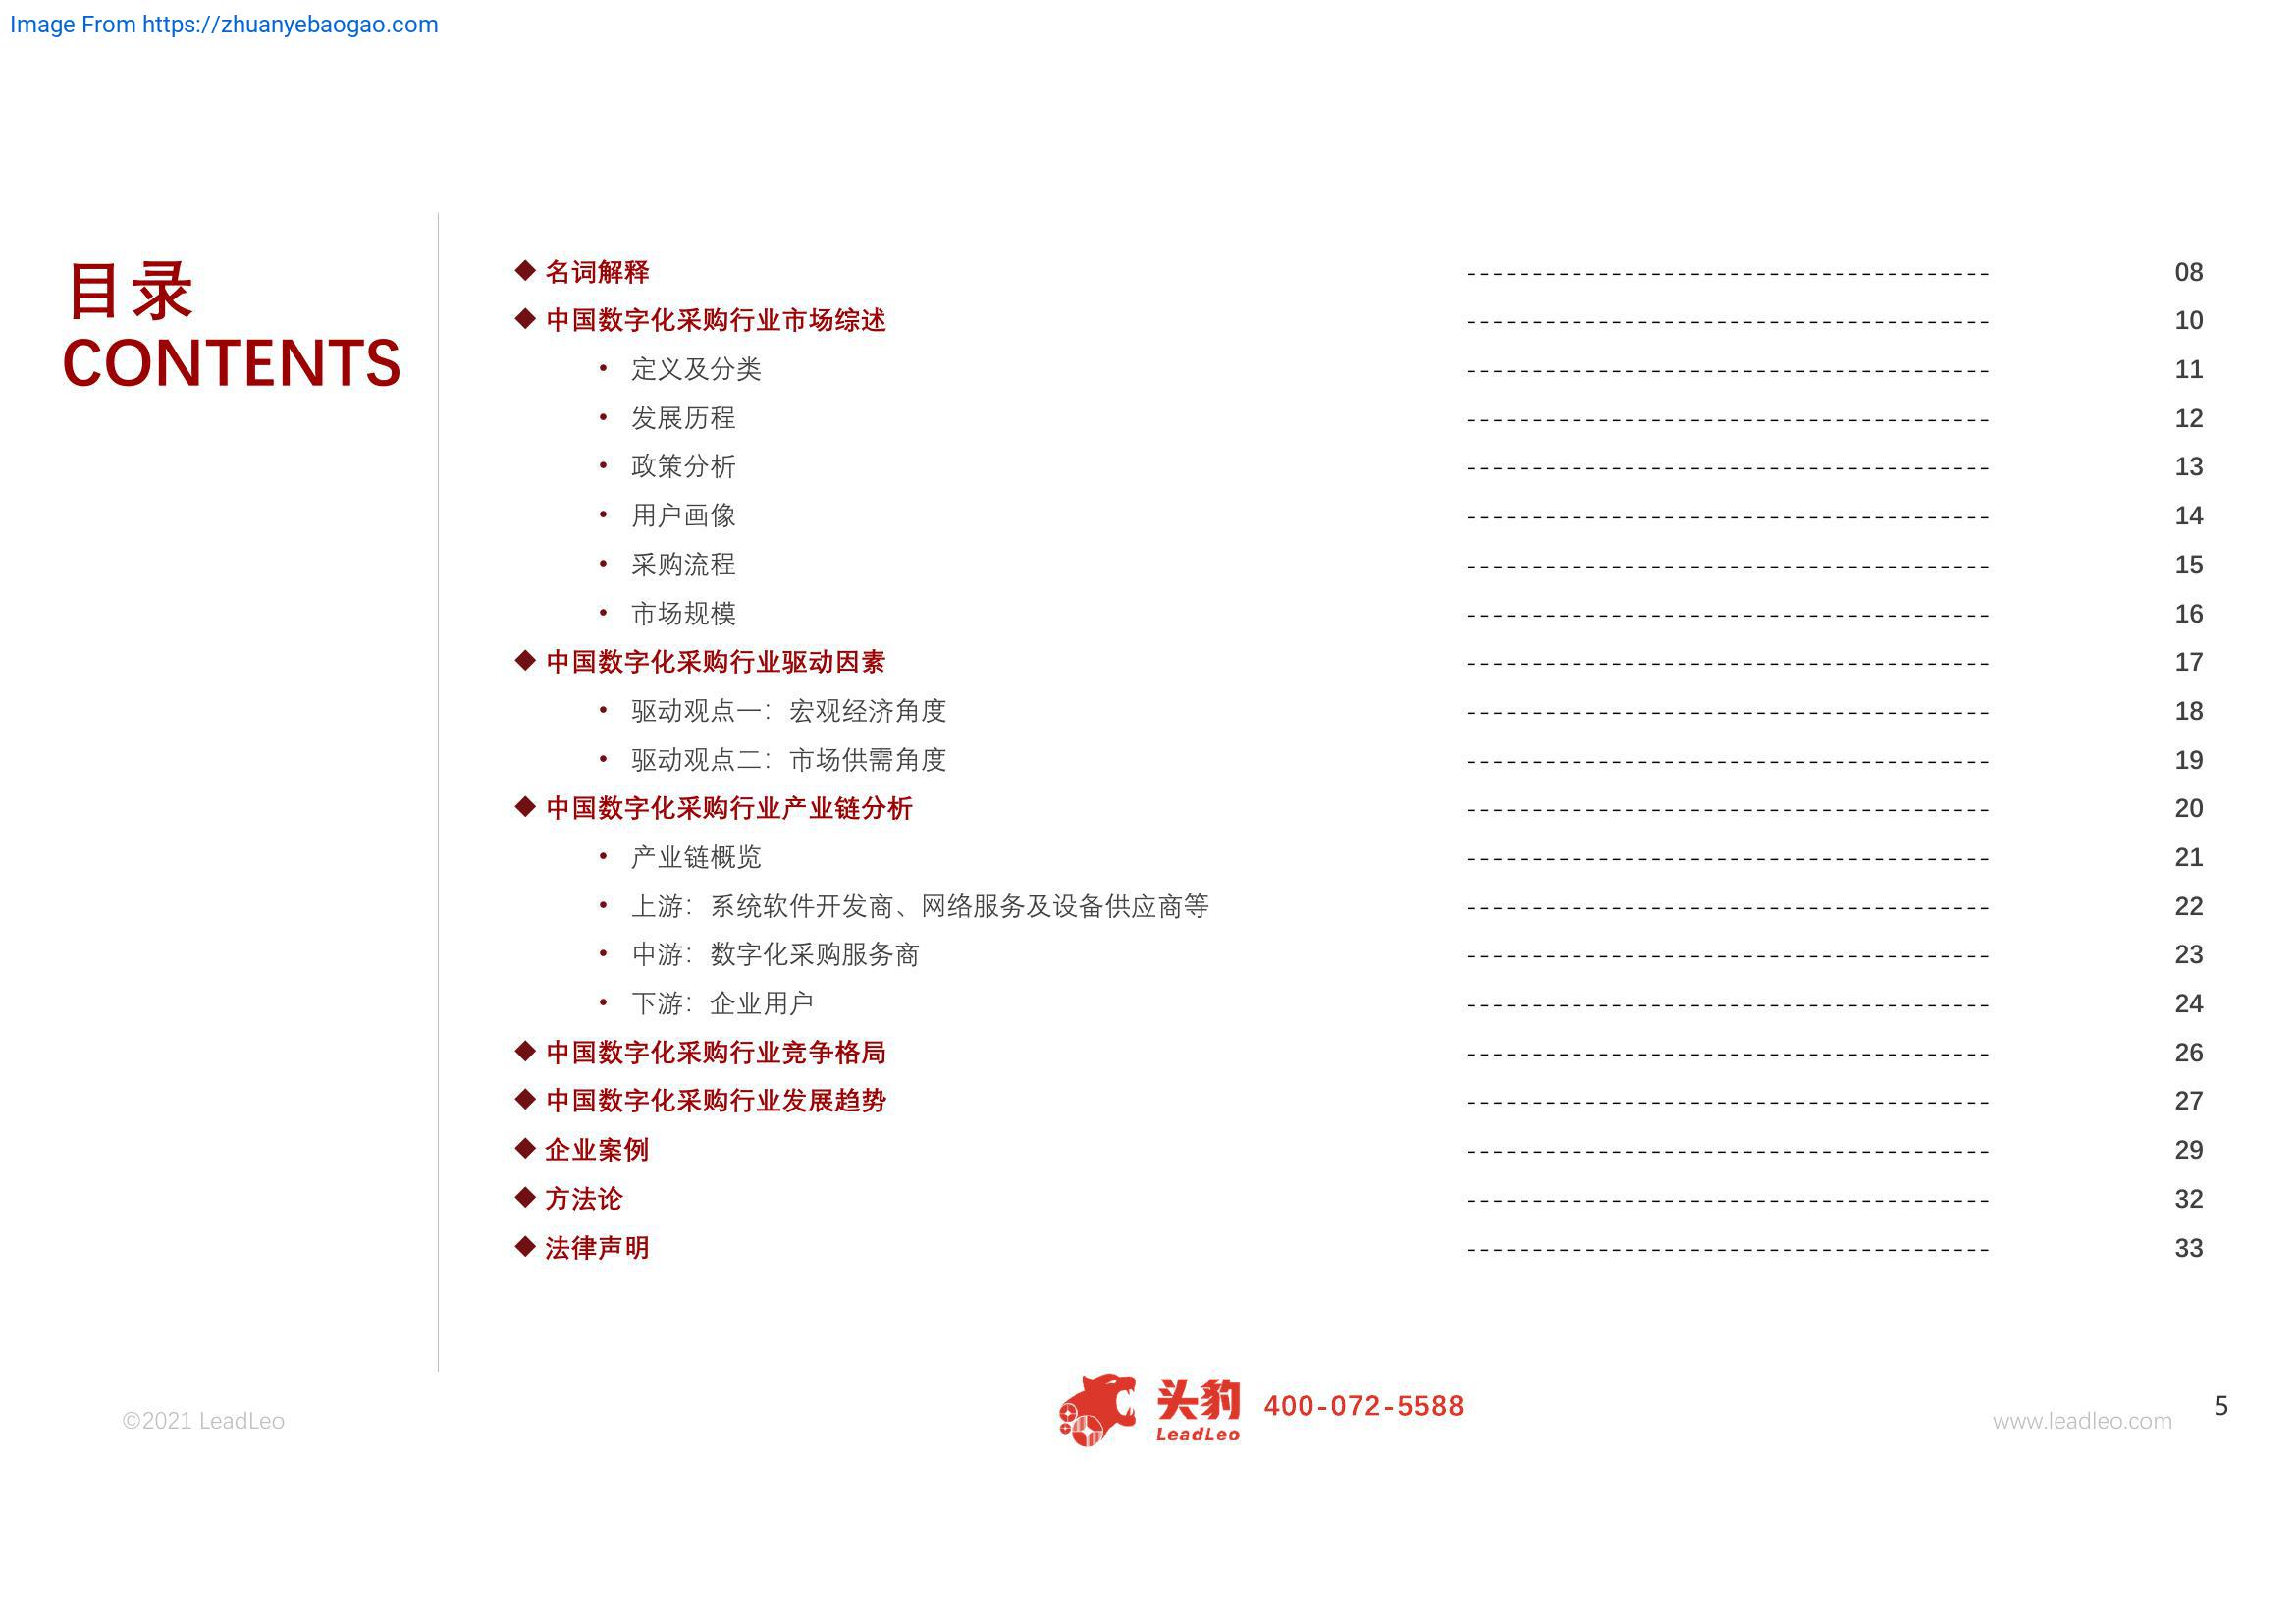 Image From https://zhuanyebaogao.com
目录
CONTENTS
◆ 名词解释 ---------------------------------------- 08
◆ 中国数字化采购行业市场综述 ---------------------------------------- 10
• 定义及分类 ---------------------------------------- 11
• 发展历程 ---------------------------------------- 12
• 政策分析 ---------------------------------------- 13
• 用户画像 ---------------------------------------- 14
• 采购流程 ---------------------------------------- 15
• 市场规模 ---------------------------------------- 16
◆ 中国数字化采购行业驱动因素 ---------------------------------------- 17
• 驱动观点一：宏观经济角度 ---------------------------------------- 18
• 驱动观点二：市场供需角度 ---------------------------------------- 19
◆ 中国数字化采购行业产业链分析 ---------------------------------------- 20
• 产业链概览 ---------------------------------------- 21
• 上游：系统软件开发商、网络服务及设备供应商等 ---------------------------------------- 22
• 中游：数字化采购服务商 ---------------------------------------- 23
• 下游：企业用户 ---------------------------------------- 24
◆ 中国数字化采购行业竞争格局 ---------------------------------------- 26
◆ 中国数字化采购行业发展趋势 ---------------------------------------- 27
◆ 企业案例 ---------------------------------------- 29
◆ 方法论 ---------------------------------------- 32
◆ 法律声明 ---------------------------------------- 33
©2021 LeadLeo
头豹
LeadLeo
400-072-5588
www.leadleo.com
5